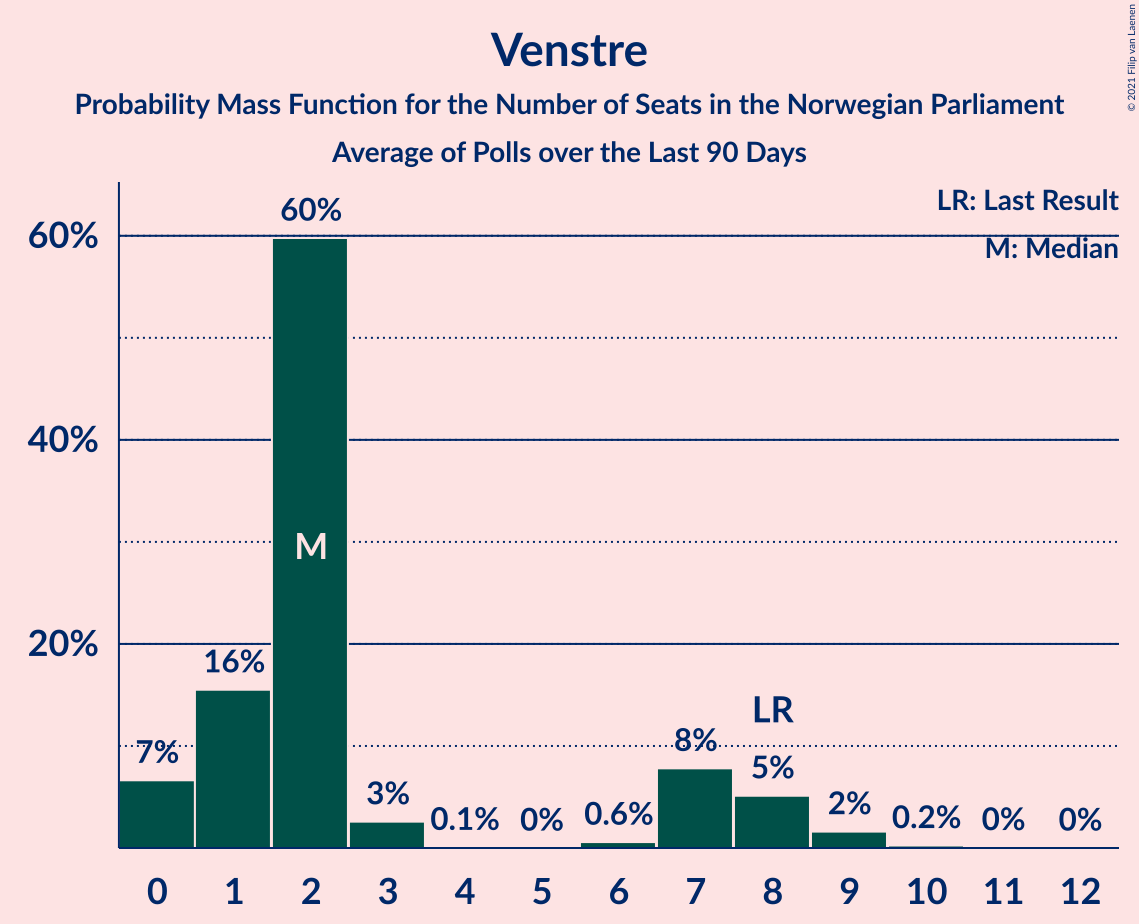 Venstre
Probability Mass Function for the Number of Seats in the Norwegian Parliament
Average of Polls over the Last 90 Days
© 2021 Filip van Laenen
LR: Last Result
M: Median
60%
40%
20%
7%
16%
60%
M
3%
0.1%
0%
0.6%
8%
LR
5%
2%
0.2%
0%
0%
0 1 2 3 4 5 6 7 8 9 10 11 12